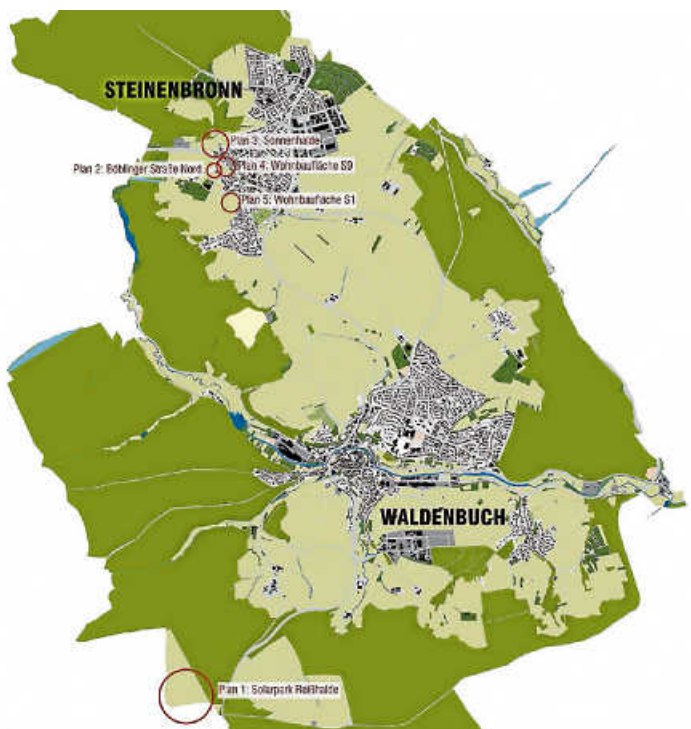 STEINENBRONN
Plan 3: Sonnenhalde
Plan 2: Böblinger Straße Nord
Plan 4: Wohnbaufläche S9
Plan 5: Wohnbaufläche S1
WALDENBUCH
Plan 1: Solarpark Reißhalde